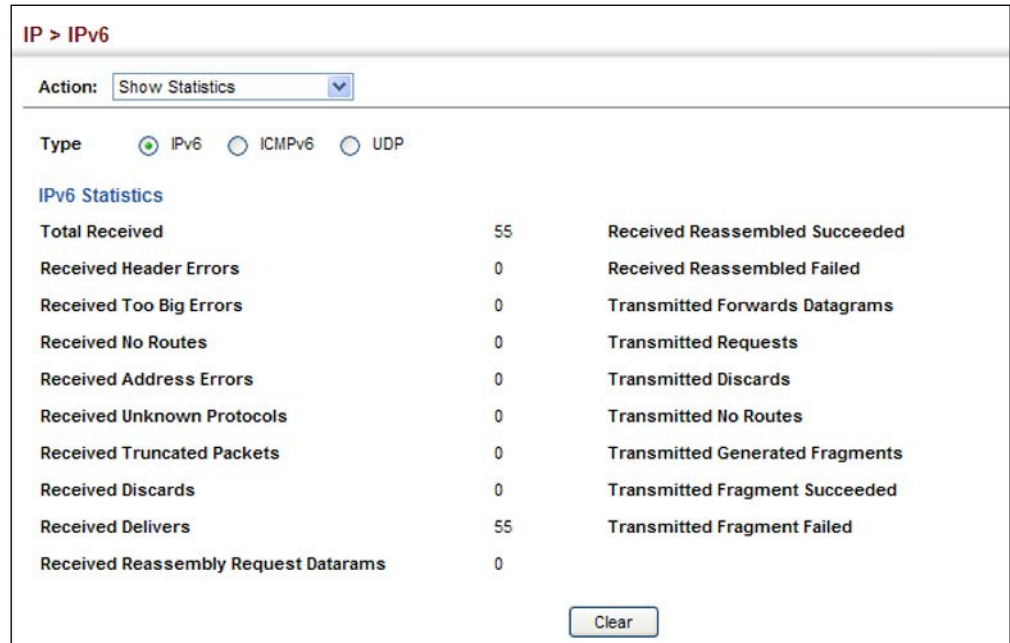 IP > IPv6
Action: Show Statistics
Type IPv6 ICMPv6 UDP
IPv6 Statistics
Total Received 55 Received Reassembled Succeeded
Received Header Errors 0 Received Reassembled Failed
Received Too Big Errors 0 Transmitted Forwards Datagrams
Received No Routes 0 Transmitted Requests
Received Address Errors 0 Transmitted Discards
Received Unknown Protocols 0 Transmitted No Routes
Received Truncated Packets 0 Transmitted Generated Fragments
Received Discards 0 Transmitted Fragment Succeeded
Received Delivers 55 Transmitted Fragment Failed
Received Reassembly Request Datarams 0
Clear